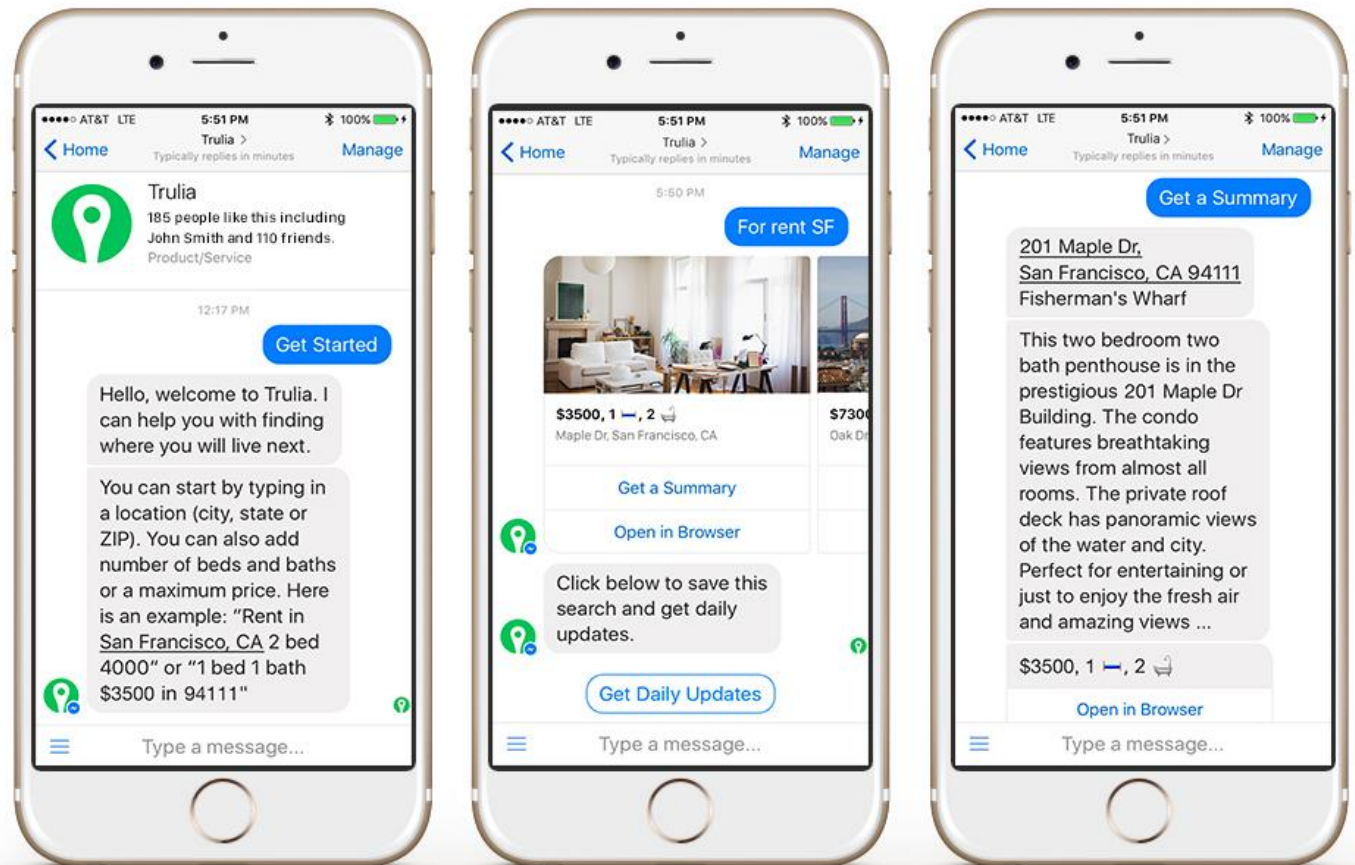 AT&T LTE 5:51 PM 100%
Home
Trulia >
Typically replies in minutes
Manage
Trulia
185 people like this including
John Smith and 110 friends.
Product/Service
12:17 PM
Get Started
Hello, welcome to Trulia. I
can help you with finding
where you will live next.
You can start by typing in
a location (city, state or
ZIP). You can also add
number of beds and baths
or a maximum price. Here
is an example: “Rent in
San Francisco, CA 2 bed
4000” or “1 bed 1 bath
$3500 in 94111"
Type a message...
AT&T LTE 5:51 PM 100%
Home
Trulia >
Typically replies in minutes
Manage
5:50 PM
For rent SF
$3500, 1 , 2
Maple Dr, San Francisco, CA
$7300
Oak Dr
Get a Summary
Open in Browser
Click below to save this
search and get daily
updates.
Get Daily Updates
Type a message...
AT&T LTE 5:51 PM 100%
Home
Trulia >
Typically replies in minutes
Manage
Get a Summary
201 Maple Dr,
San Francisco, CA 94111
Fisherman's Wharf
This two bedroom two
bath penthouse is in the
prestigious 201 Maple Dr
Building. The condo
features breathtaking
views from almost all
rooms. The private roof
deck has panoramic views
of the water and city.
Perfect for entertaining or
just to enjoy the fresh air
and amazing views ...
$3500, 1 , 2
Open in Browser
Type a message...